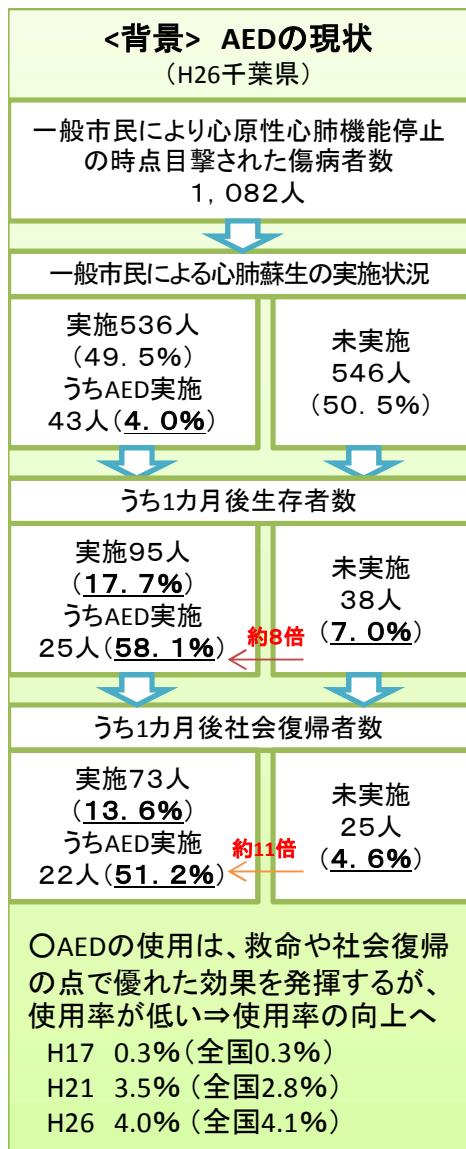 <背景> AEDの現状
（H26千葉県）
一般市民により心原性心肺機能停止
の時点目撃された傷病者数
１，０８２人
一般市民による心肺蘇生の実施状況
実施５３６人
（４９．５％）
うちAED実施
４３人（４．０％）
未実施
５４６人
（５０．５％）
うち1カ月後生存者数
実施９５人
（１７．７％）
うちAED実施
２５人（５８．１％）
約8倍
未実施
３８人
（７．０％）
うち1カ月後社会復帰者数
実施７３人
（１３．６％）
うちAED実施
２２人（５１．２％）
約11倍
未実施
２５人
（４．６％）
〇AEDの使用は、救命や社会復帰
の点で優れた効果を発揮するが、
使用率が低い⇒使用率の向上へ
H17 0.3%（全国0.3%）
H21 3.5%（全国2.8%）
H26 4.0%（全国4.1%）